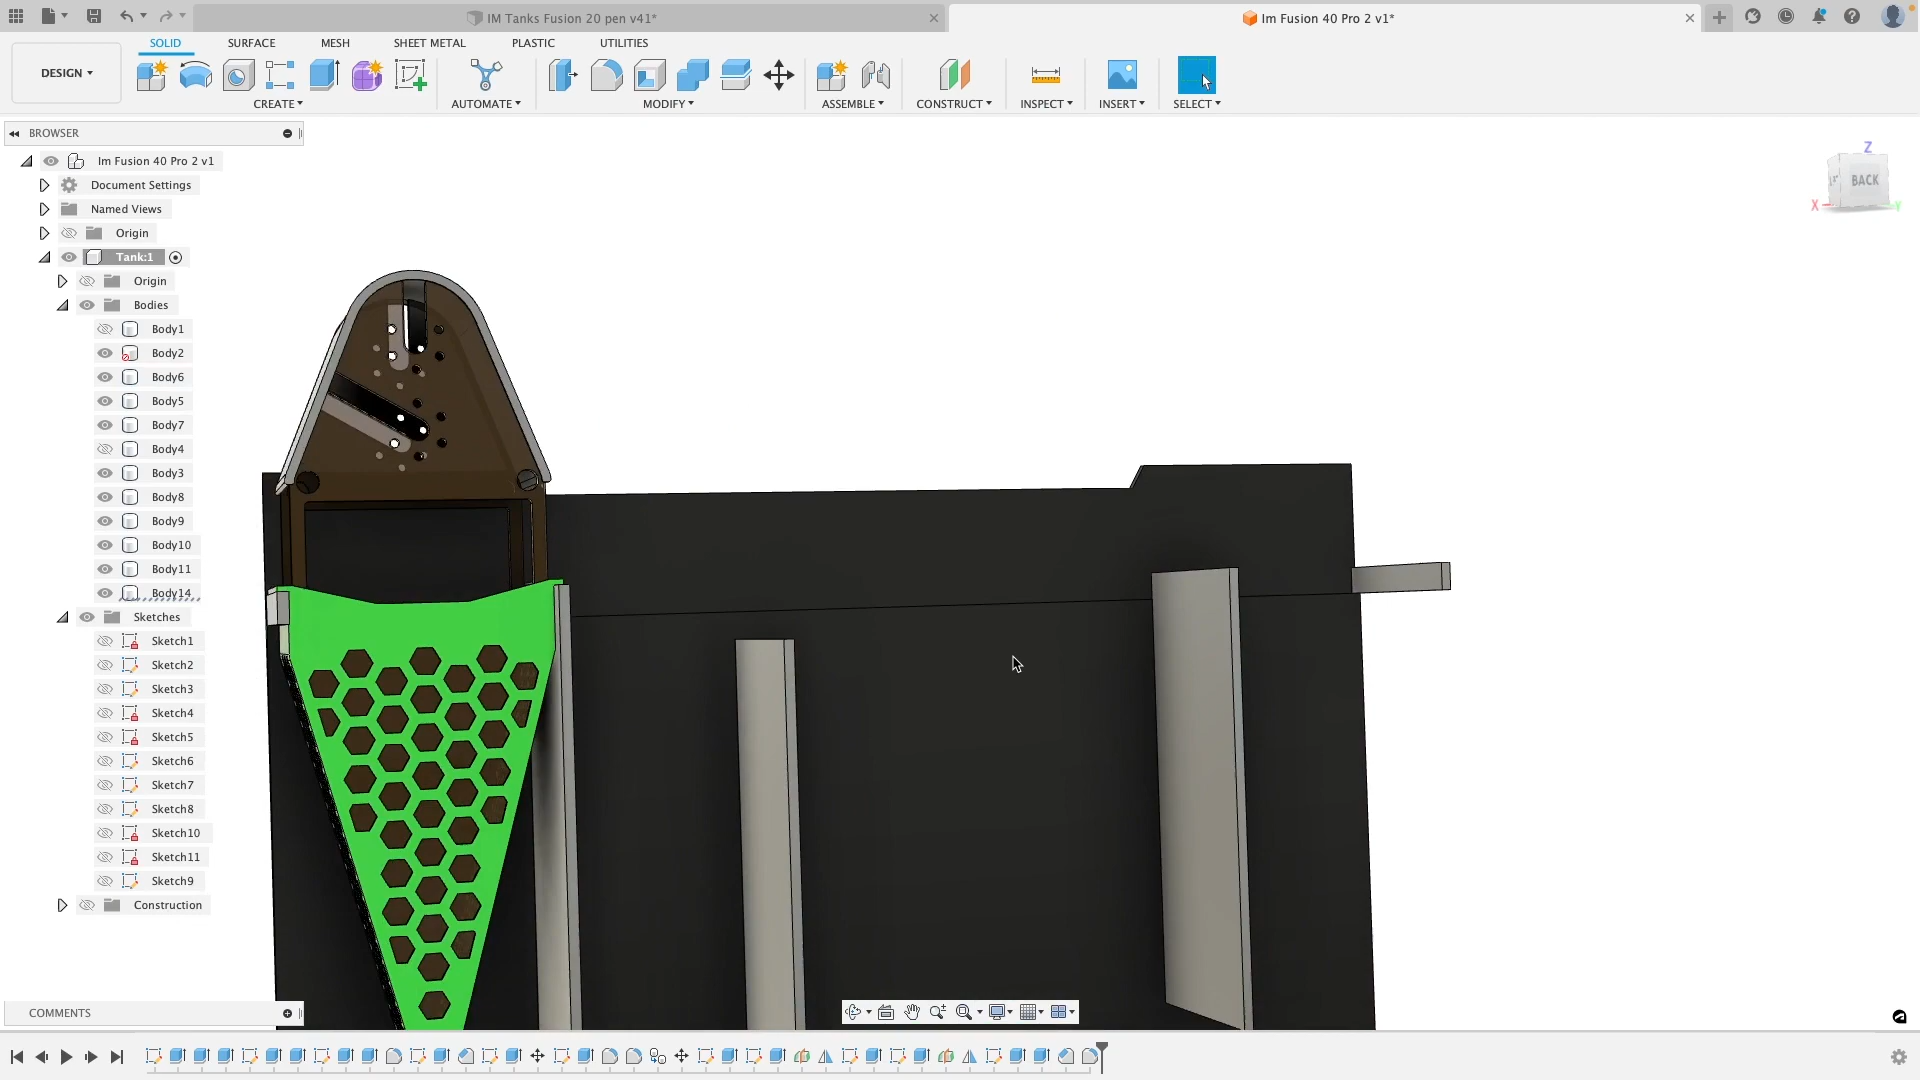 IM Tanks Fusion 20 pen v41*
Im Fusion 40 Pro 2 v1*
DESIGN
SOLID SURFACE MESH SHEET METAL PLASTIC UTILITIES
CREATE AUTOMATE MODIFY ASSEMBLE CONSTRUCT INSPECT INSERT SELECT
BROWSER
Im Fusion 40 Pro 2 v1
Document Settings
Named Views
Origin
Tank:1
Origin
Bodies
Body1
Body2
Body6
Body5
Body7
Body4
Body3
Body8
Body9
Body10
Body11
Body14
Sketches
Sketch1
Sketch2
Sketch3
Sketch4
Sketch5
Sketch6
Sketch7
Sketch8
Sketch10
Sketch11
Sketch9
Construction
Z
BACK
X
Y
COMMENTS